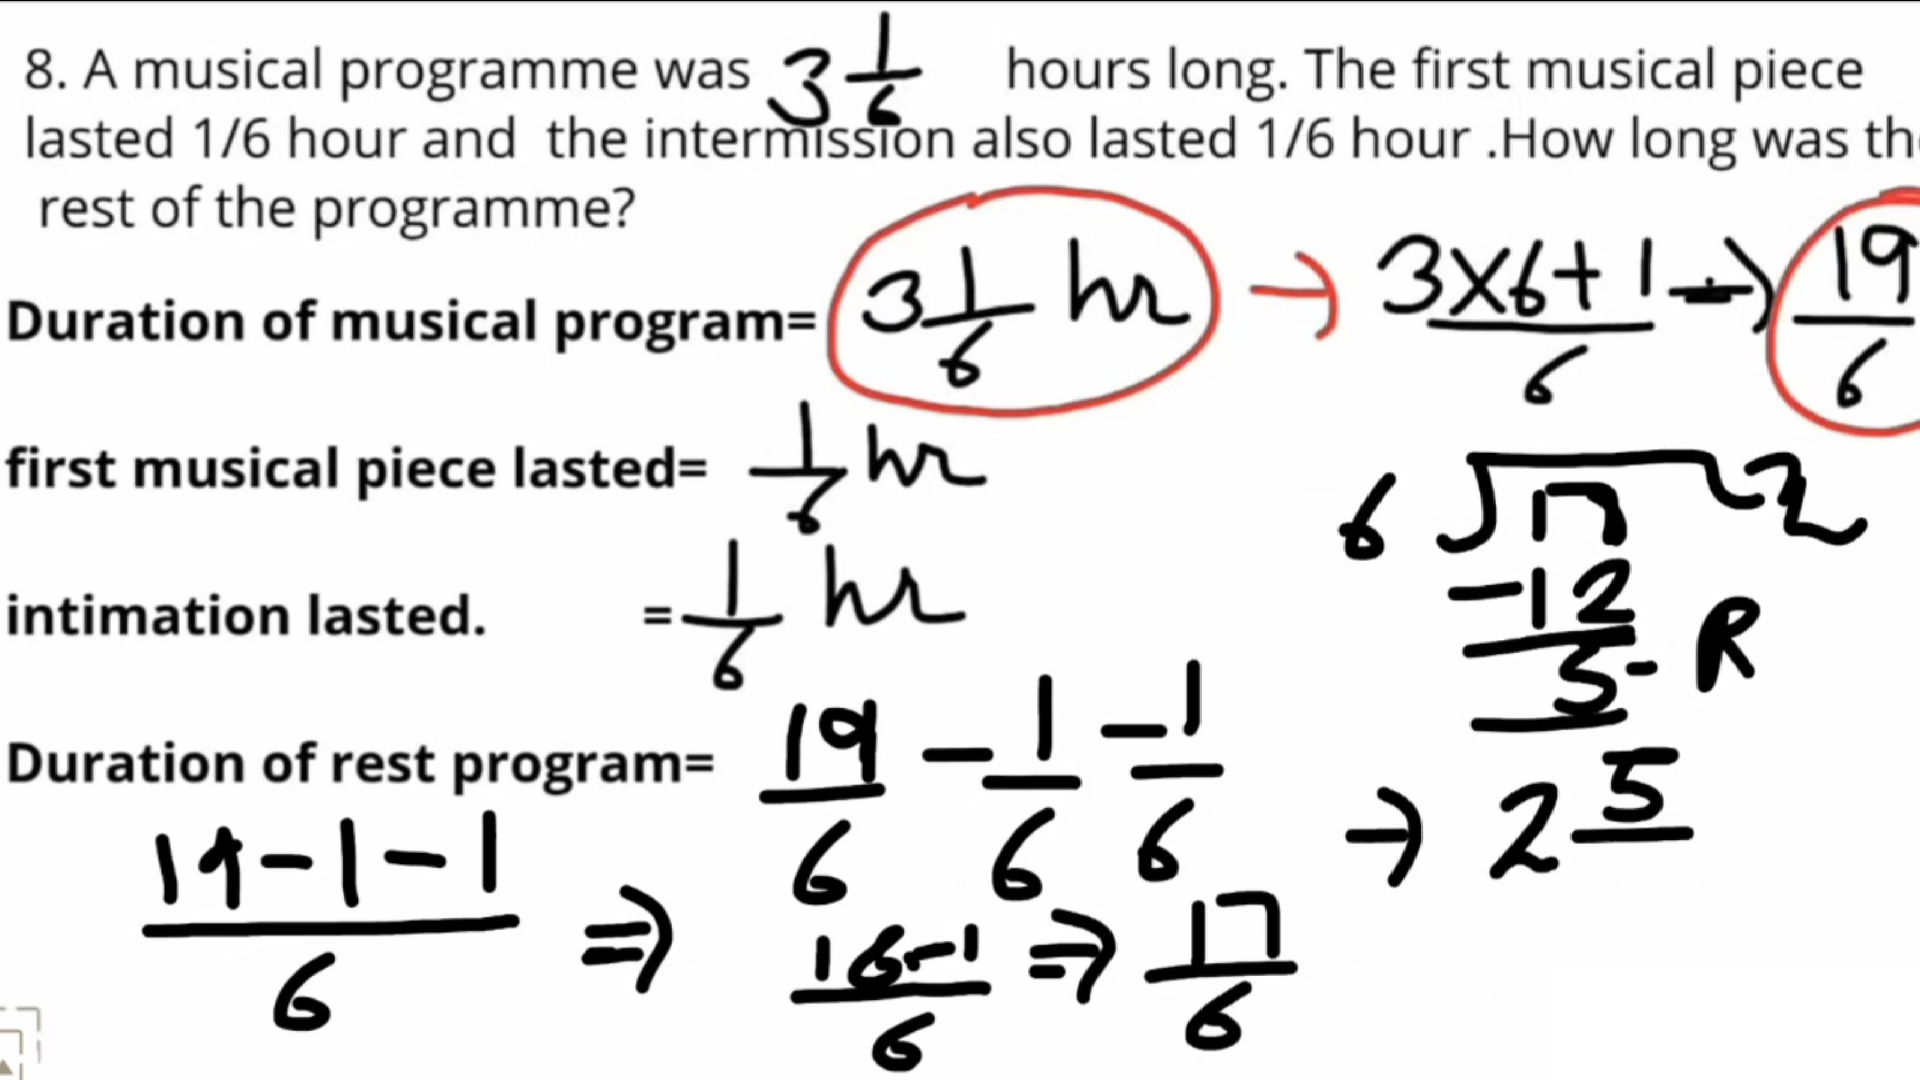 8. A musical programme was 3 1/6 hours long. The first musical piece
lasted 1/6 hour and the intermission also lasted 1/6 hour .How long was th
rest of the programme?
Duration of musical program= 3 1/6 hr → 3×6+1/6 → 19/6
first musical piece lasted= 1/6 hr
intimation lasted. = 1/6 hr
6 √17 2
-12
5- R
Duration of rest program= 19/6 - 1/6 - 1/6 → 2 5/
19-1-1/6 ⇒ 18-1/6 ⇒ 17/6